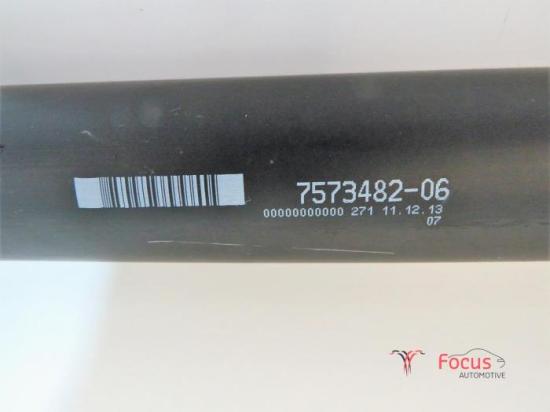 7573482-06
00000000000 271 11.12.13
07
Focus
AUTOMOTIVE